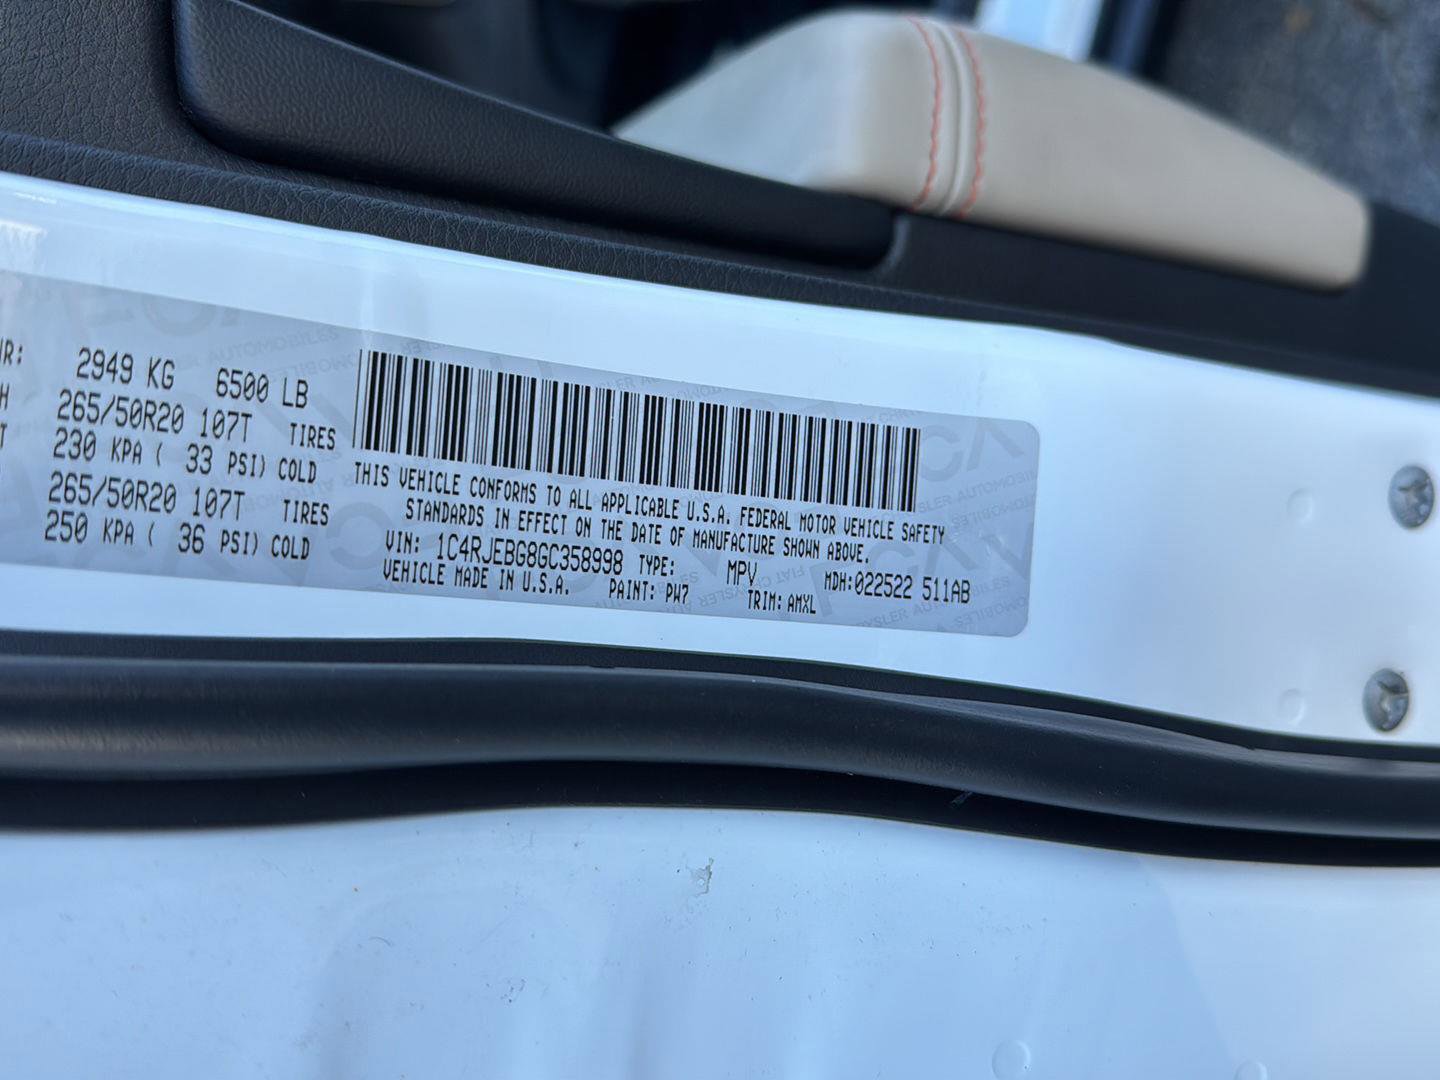 2949 KG 6500 LB
265/50R20 107T TIRES
230 KPA ( 33 PSI) COLD
265/50R20 107T TIRES
250 KPA ( 36 PSI) COLD
THIS VEHICLE CONFORMS TO ALL APPLICABLE U.S.A. FEDERAL MOTOR VEHICLE SAFETY
STANDARDS IN EFFECT ON THE DATE OF MANUFACTURE SHOWN ABOVE.
VIN: 1C4RJEBG8GC358998 TYPE: MPV MDH:022522 511AB
VEHICLE MADE IN U.S.A. PAINT: PW7 TRIM: AMXL